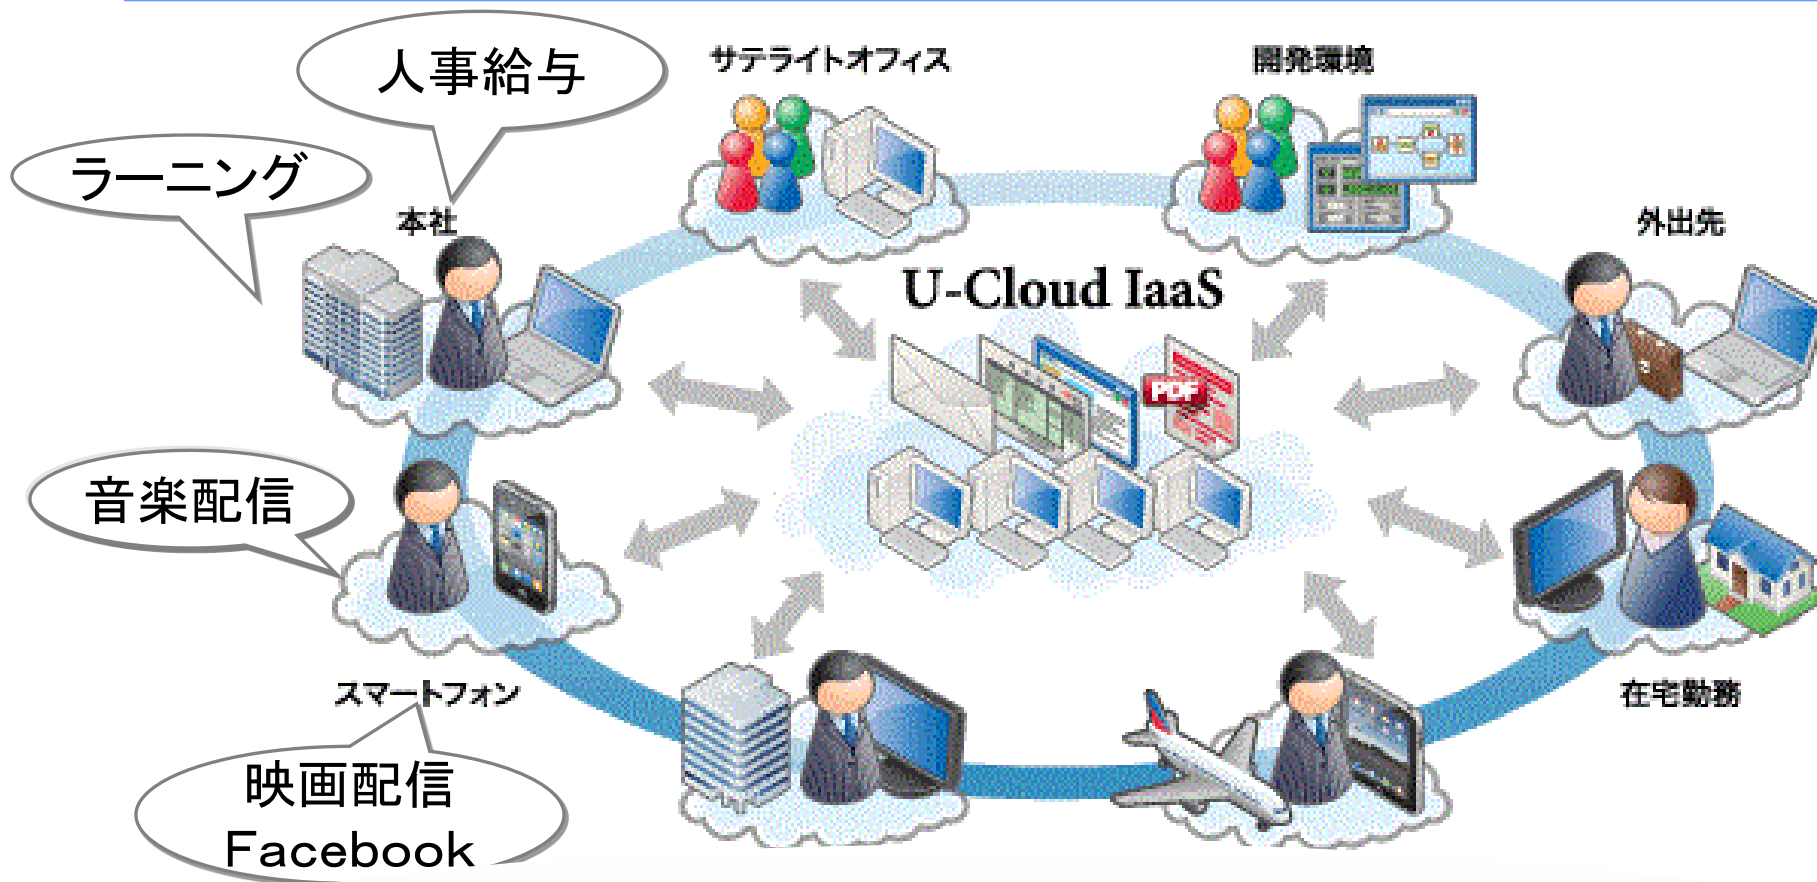 人事給与
サテライトオフィス
開発環境
ラーニング
本社
外出先
U-Cloud IaaS
PDF
音楽配信
スマートフォン
在宅勤務
映画配信
Facebook